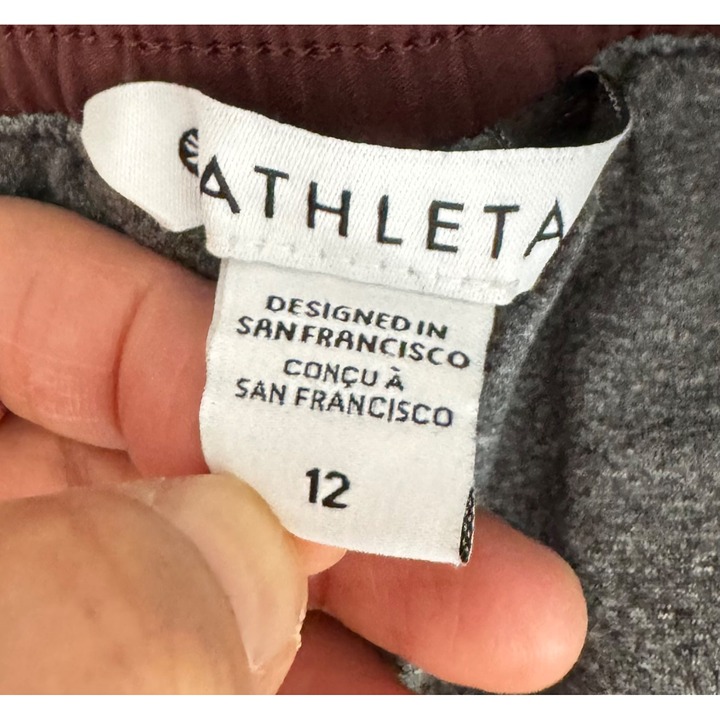 ATHLETA
DESIGNED IN
SAN FRANCISCO
CONÇU À
SAN FRANCISCO
12